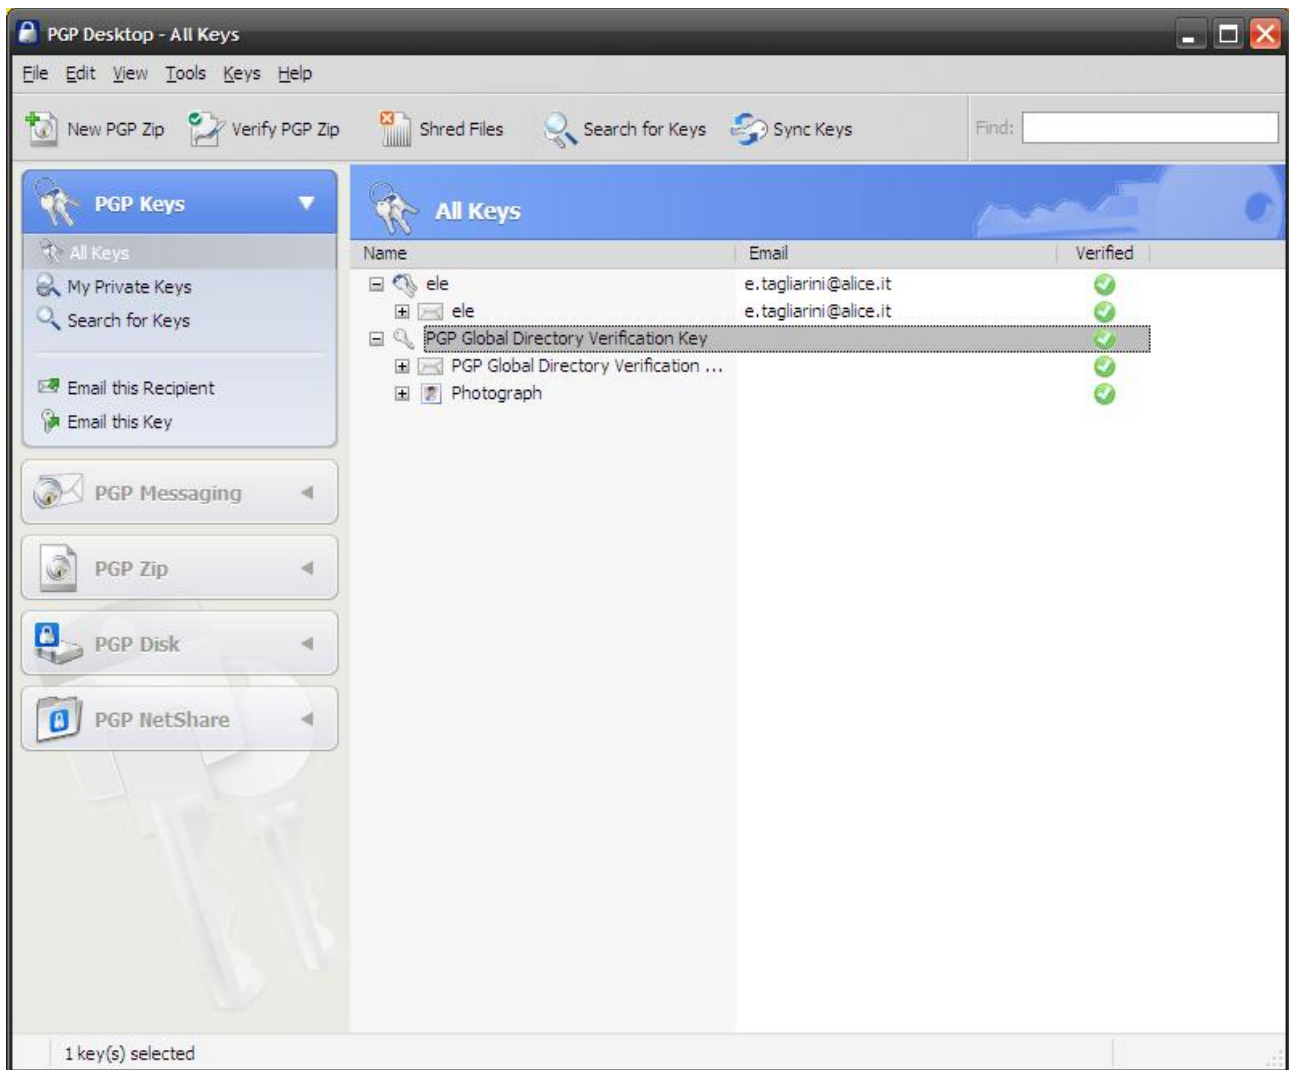 PGP Desktop - All Keys
File Edit View Tools Keys Help
New PGP Zip Verify PGP Zip Shred Files Search for Keys Sync Keys Find:
PGP Keys
All Keys
My Private Keys
Search for Keys
Email this Recipient
Email this Key
PGP Messaging
PGP Zip
PGP Disk
PGP NetShare
All Keys
Name Email Verified
ele e.tagliarini@alice.it
ele e.tagliarini@alice.it
PGP Global Directory Verification Key
PGP Global Directory Verification ...
Photograph
1 key(s) selected